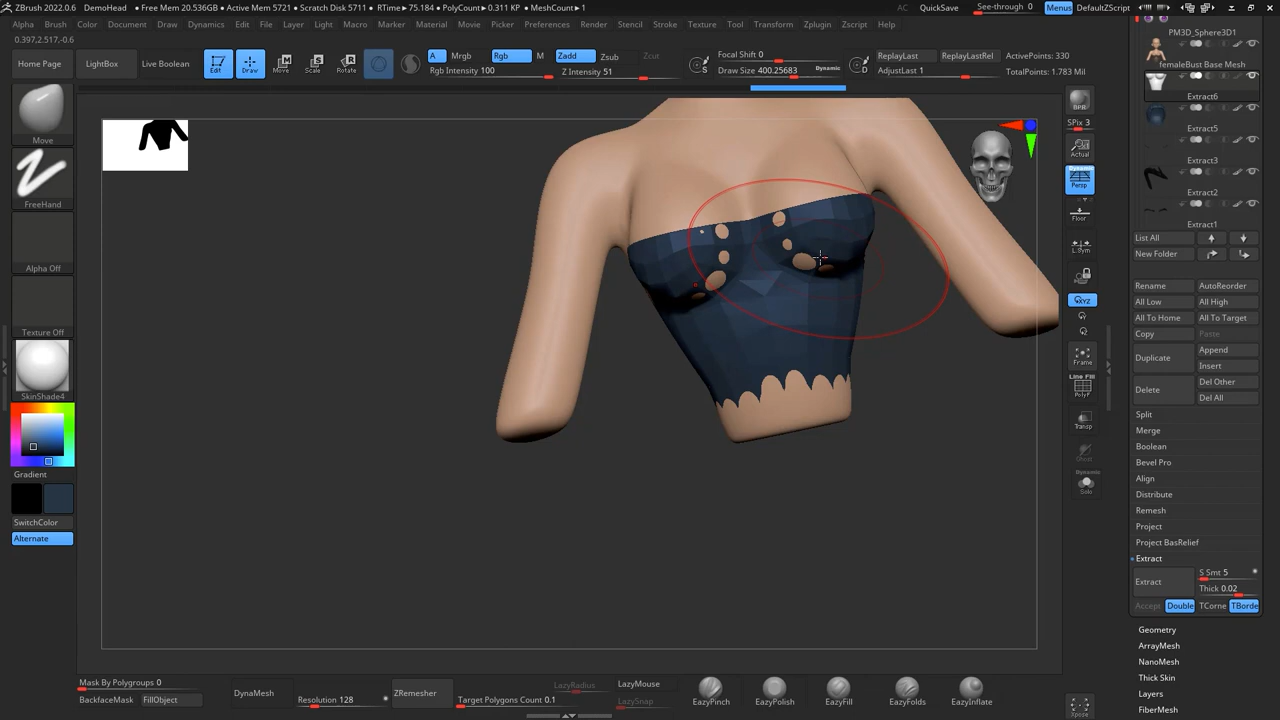 ZBrush 2022.0.6 DemoHead • Free Mem 20.536GB • Active Mem 5721 • Scratch Disk 5711 • RTime▸75.184 • PolyCount▸0.311 KP • MeshCount▸1 AC QuickSave See-through 0 Menus DefaultZScript
Alpha Brush Color Document Draw Dynamics Edit File Layer Light Macro Marker Material Movie Picker Preferences Render Stencil Stroke Texture Tool Transform Zplugin Zscript Help
0.397,2.517,-0.6
Home Page LightBox Live Boolean
Edit Draw Move Scale Rotate
A Mrgb Rgb M Zadd Zsub Zcut
Rgb Intensity 100 Z Intensity 51
Focal Shift 0
Draw Size 400.25683 Dynamic
S D
ReplayLast ReplayLastRel ActivePoints: 330
AdjustLast 1 TotalPoints: 1.783 Mil
Move
FreeHand
Alpha Off
Texture Off
SkinShade4
Gradient
SwitchColor
Alternate
BPR
SPix 3
Actual
Dynamic
Persp
Floor
L.Sym
XYZ
Frame
Line Fill
PolyF
Transp
Ghost
Dynamic
Solo
Xpose
PM3D_Sphere3D1
femaleBust Base Mesh
Extract6
Extract5
Extract3
Extract2
Extract1
List All
New Folder
Rename AutoReorder
All Low All High
All To Home All To Target
Copy Paste
Duplicate Append
Insert
Delete Del Other
Del All
Split
Merge
Boolean
Bevel Pro
Align
Distribute
Remesh
Project
Project BasRelief
Extract
Extract S Smt 5
Thick 0.02
Accept Double TCorne TBorde
Geometry
ArrayMesh
NanoMesh
Thick Skin
Layers
FiberMesh
Mask By Polygroups 0
BackfaceMask FillObject
DynaMesh Resolution 128
ZRemesher Target Polygons Count 0.1
LazyRadius LazyMouse
LazySnap
EasyPinch EasyPolish EasyFill EasyFolds EasyInflate